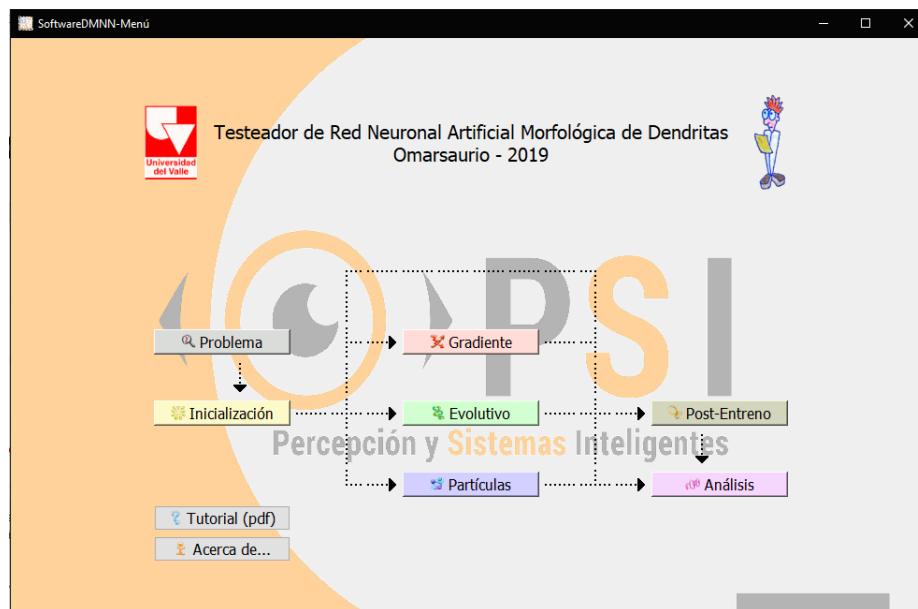 SoftwareDMNN-Menú
Universidad
del Valle
Testeador de Red Neuronal Artificial Morfológica de Dendritas
Omarsaurio - 2019
PSI
Problema
Gradiente
Inicialización
Evolutivo
Post-Entreno
Percepción y Sistemas Inteligentes
Partículas
Análisis
Tutorial (pdf)
Acerca de...